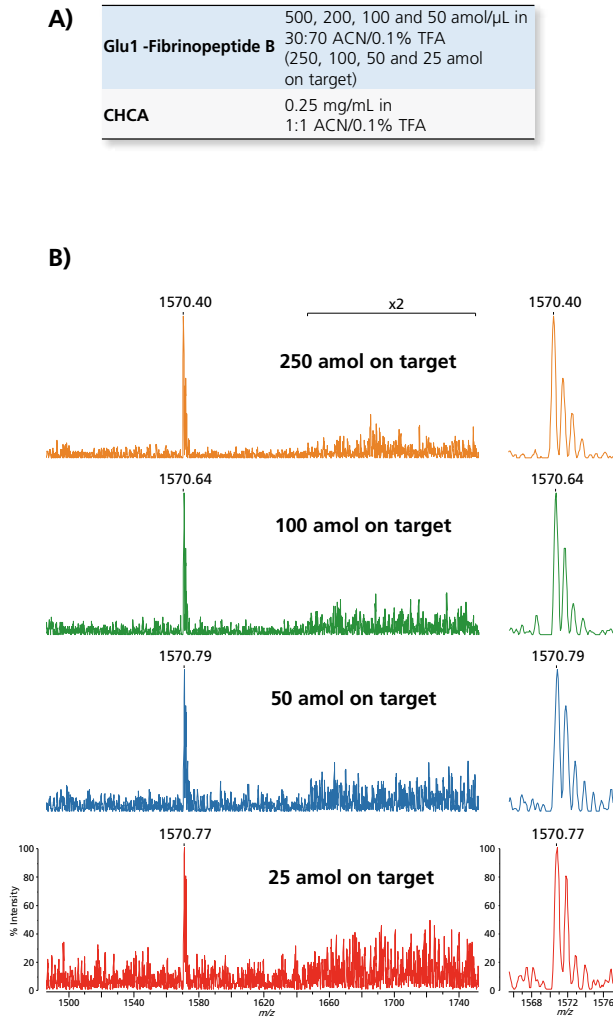 A)
Glu1 -Fibrinopeptide B
500, 200, 100 and 50 amol/µL in
30:70 ACN/0.1% TFA
(250, 100, 50 and 25 amol
on target)
CHCA
0.25 mg/mL in
1:1 ACN/0.1% TFA
B)
1570.40
x2
1570.40
250 amol on target
1570.64
1570.64
100 amol on target
1570.79
1570.79
50 amol on target
1570.77
1570.77
25 amol on target
% Intensity
100
80
60
40
20
0
100
80
60
40
20
0
1500 1540 1580 1620 1660 1700 1740
m/z
1568 1572 1576
m/z